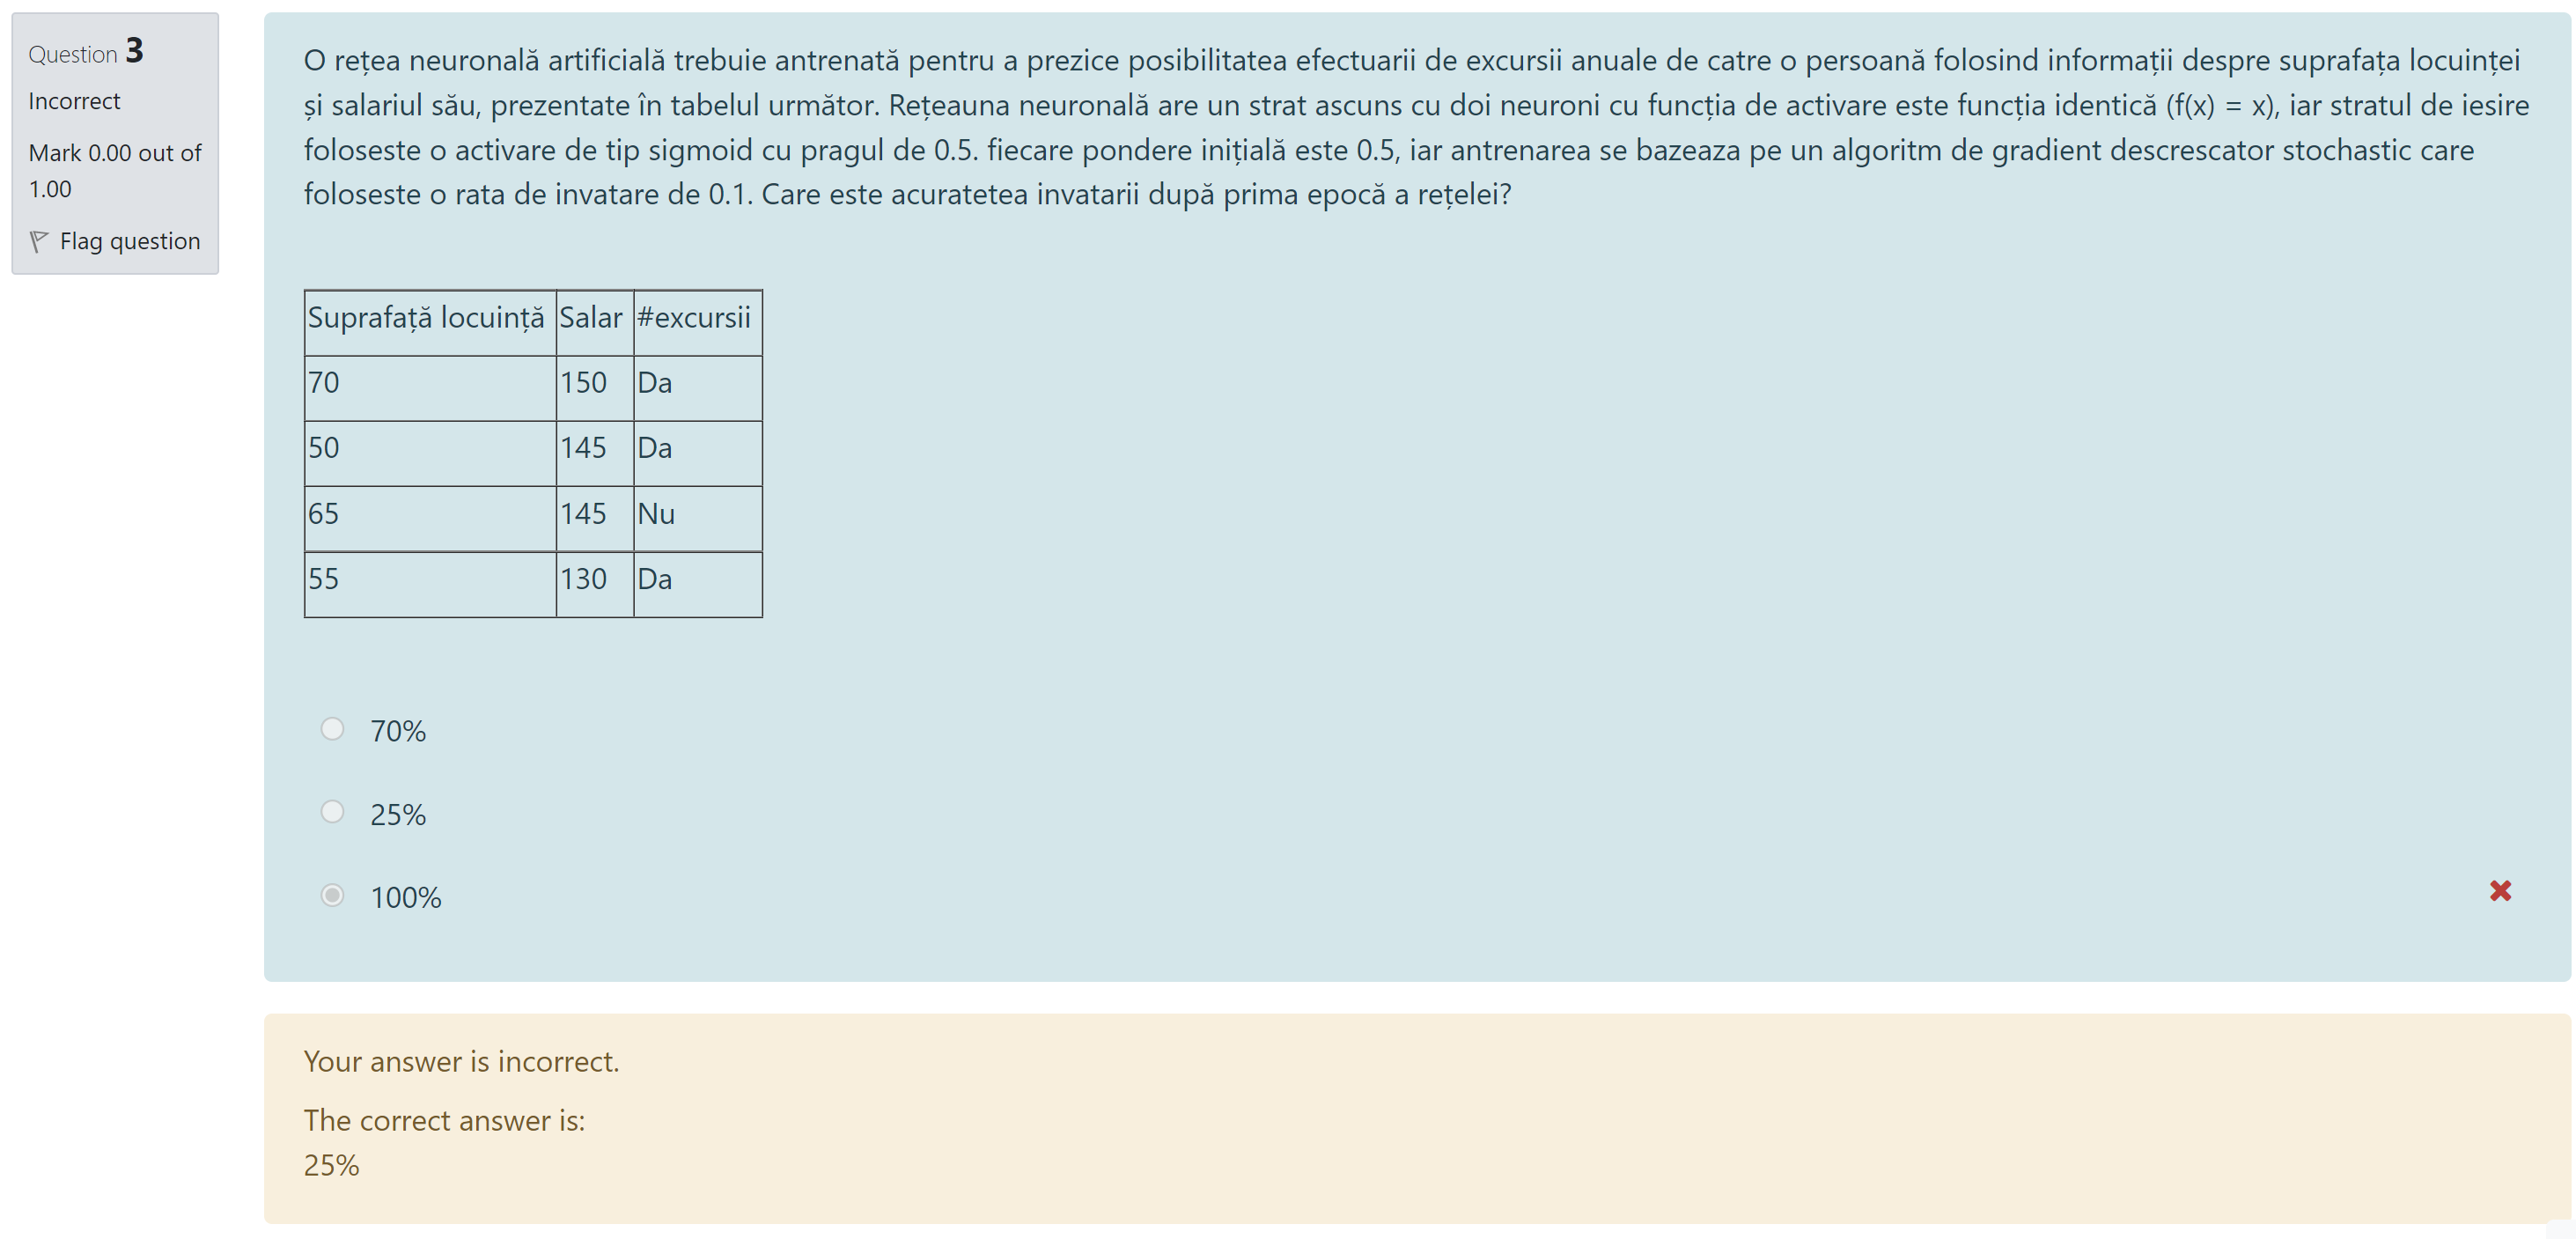 Question 3
Incorrect
Mark 0.00 out of
1.00
Flag question
O rețea neuronală artificială trebuie antrenată pentru a prezice posibilitatea efectuarii de excursii anuale de catre o persoană folosind informații despre suprafața locuinței
și salariul său, prezentate în tabelul următor. Rețeauna neuronală are un strat ascuns cu doi neuroni cu funcția de activare este funcția identică (f(x) = x), iar stratul de iesire
foloseste o activare de tip sigmoid cu pragul de 0.5. fiecare pondere inițială este 0.5, iar antrenarea se bazeaza pe un algoritm de gradient descrescator stochastic care
foloseste o rata de invatare de 0.1. Care este acuratetea invatarii după prima epocă a rețelei?
Suprafață locuință Salar #excursii
70 150 Da
50 145 Da
65 145 Nu
55 130 Da
70%
25%
100%
Your answer is incorrect.
The correct answer is:
25%